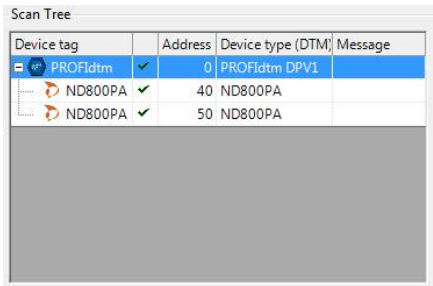 Scan Tree
Device tag Address Device type (DTM) Message
PROFIdtm 0 PROFIdtm DPV1
ND800PA 40 ND800PA
ND800PA 50 ND800PA